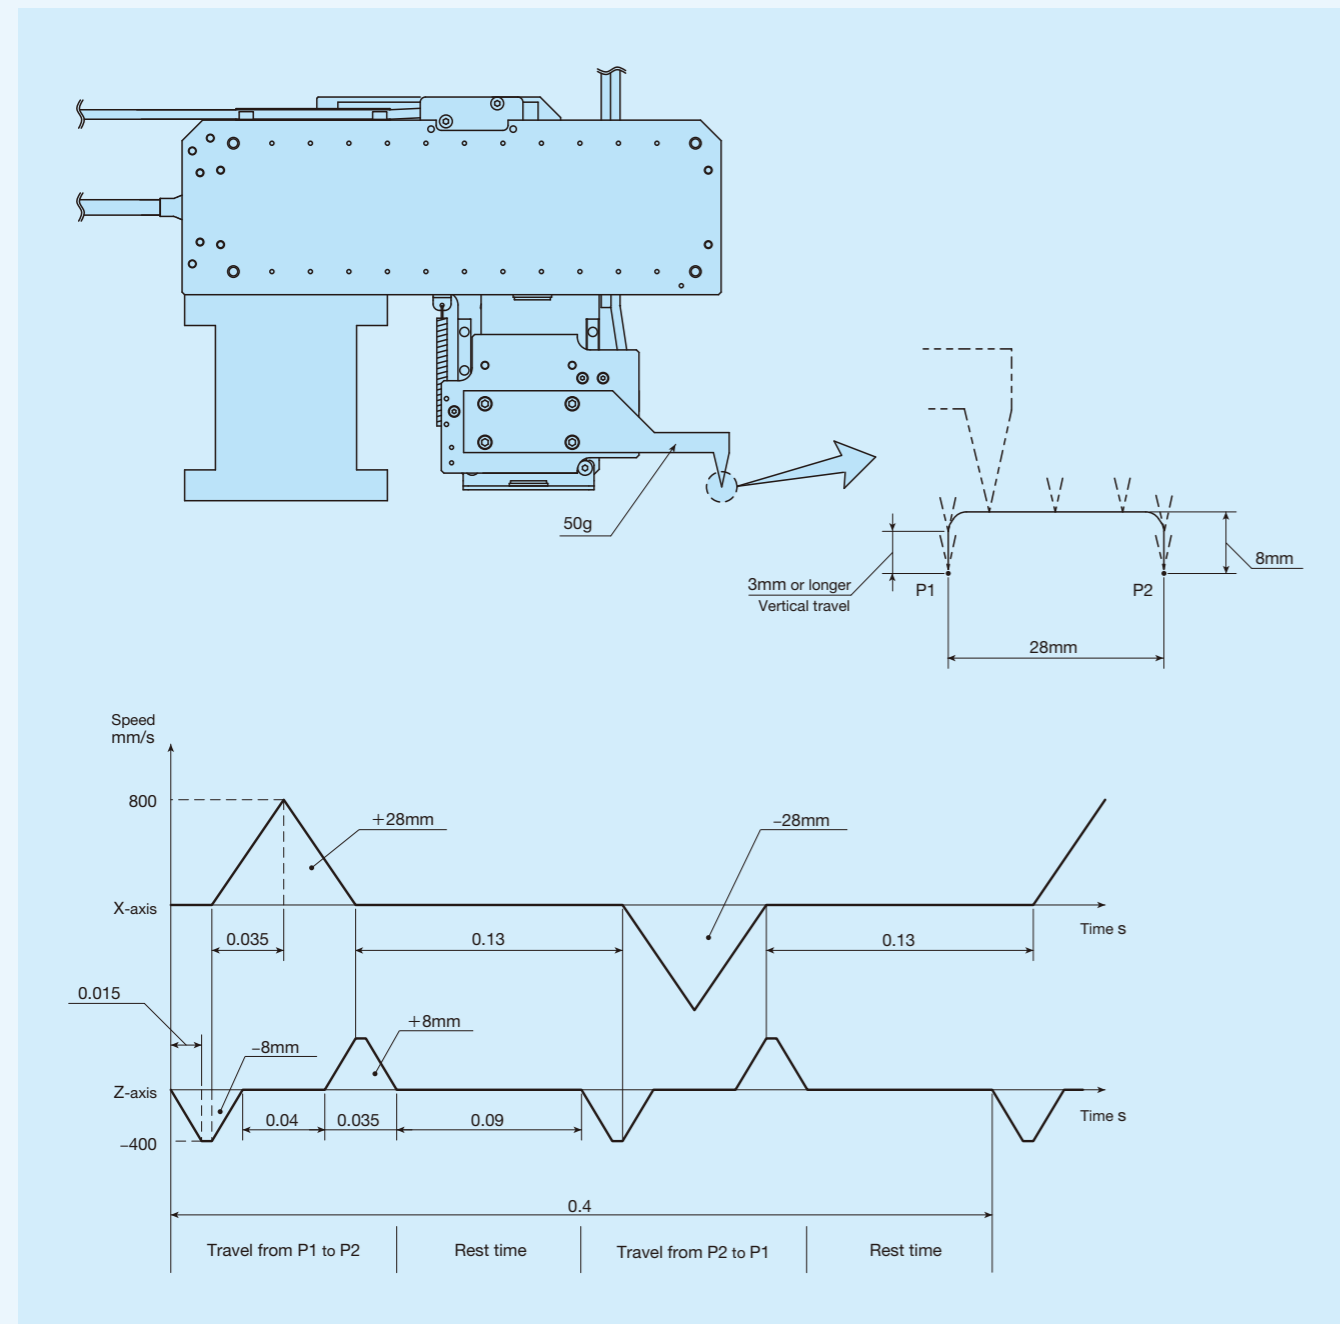 50g
3mm or longer
Vertical travel
P1
P2
8mm
28mm
Speed
mm/s
800
+28mm
−28mm
X-axis
Time s
0.035
0.13
0.13
0.015
+8mm
−8mm
Z-axis
Time s
0.04
0.035
0.09
−400
0.4
Travel from P1 to P2
Rest time
Travel from P2 to P1
Rest time